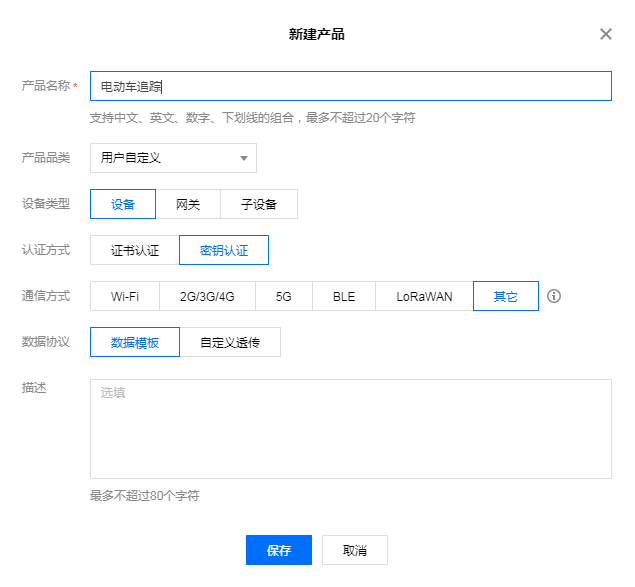 新建产品
产品名称 * 电动车追踪
支持中文、英文、数字、下划线的组合，最多不超过20个字符
产品品类 用户自定义
设备类型 设备 网关 子设备
认证方式 证书认证 密钥认证
通信方式 Wi-Fi 2G/3G/4G 5G BLE LoRaWAN 其它
数据协议 数据模板 自定义透传
描述 选填
最多不超过80个字符
保存 取消